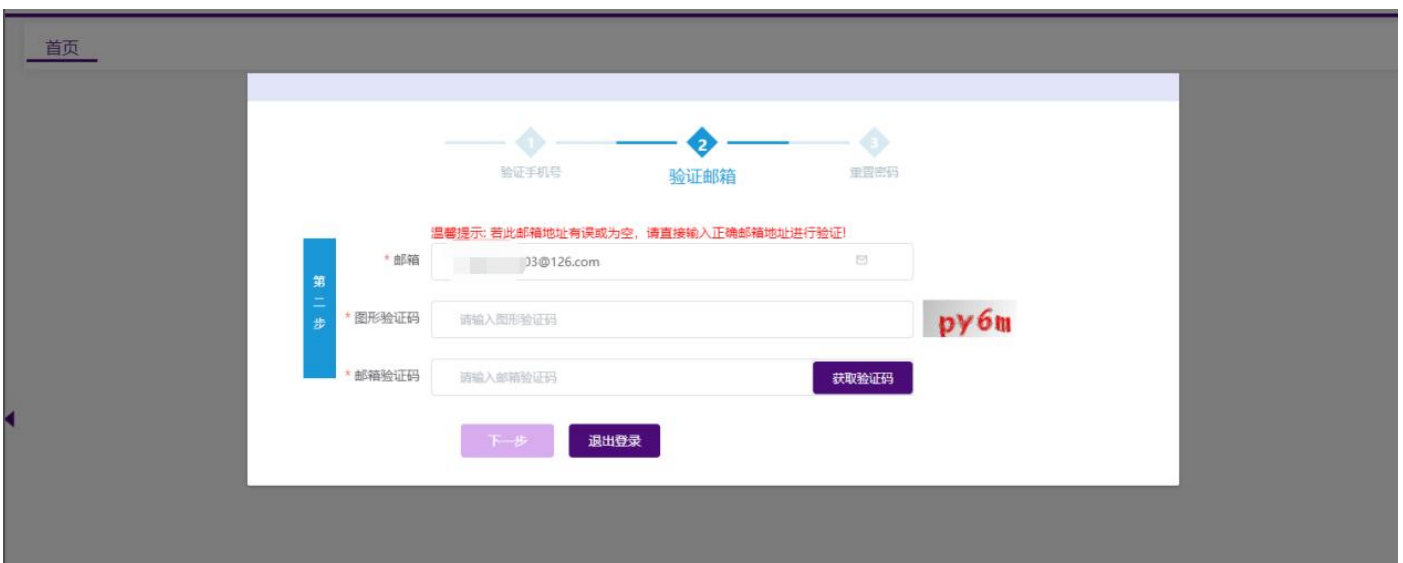 首页
1
2
3
验证手机号
验证邮箱
重置密码
温馨提示: 若此邮箱地址有误或为空，请直接输入正确邮箱地址进行验证!
第二步
* 邮箱
03@126.com
* 图形验证码
请输入图形验证码
py6m
* 邮箱验证码
请输入邮箱验证码
获取验证码
下一步
退出登录